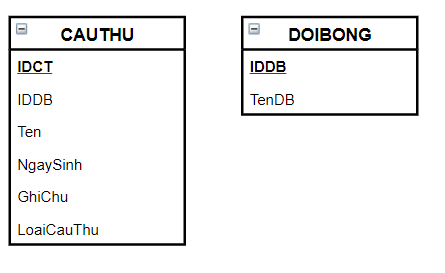 CAUTHU
IDCT
IDDB
Ten
NgaySinh
GhiChu
LoaiCauThu
DOIBONG
IDDB
TenDB